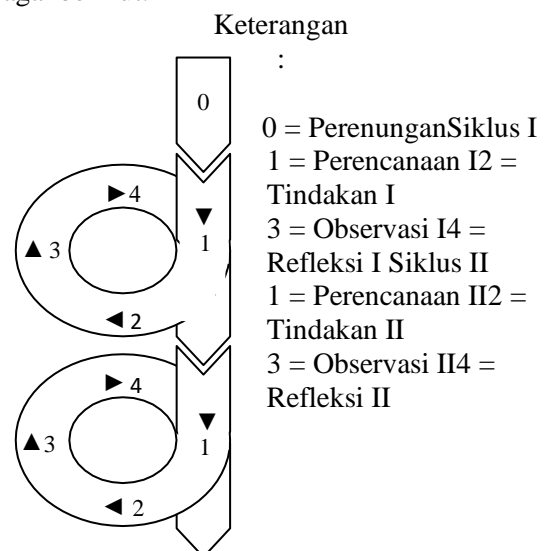 Keterangan
:
0 = PerenunganSiklus I
1 = Perencanaan I2 =
Tindakan I
3 = Observasi I4 =
Refleksi I Siklus II
1 = Perencanaan II2 =
Tindakan II
3 = Observasi II4 =
Refleksi II
0
4
1
3
2
4
1
3
2